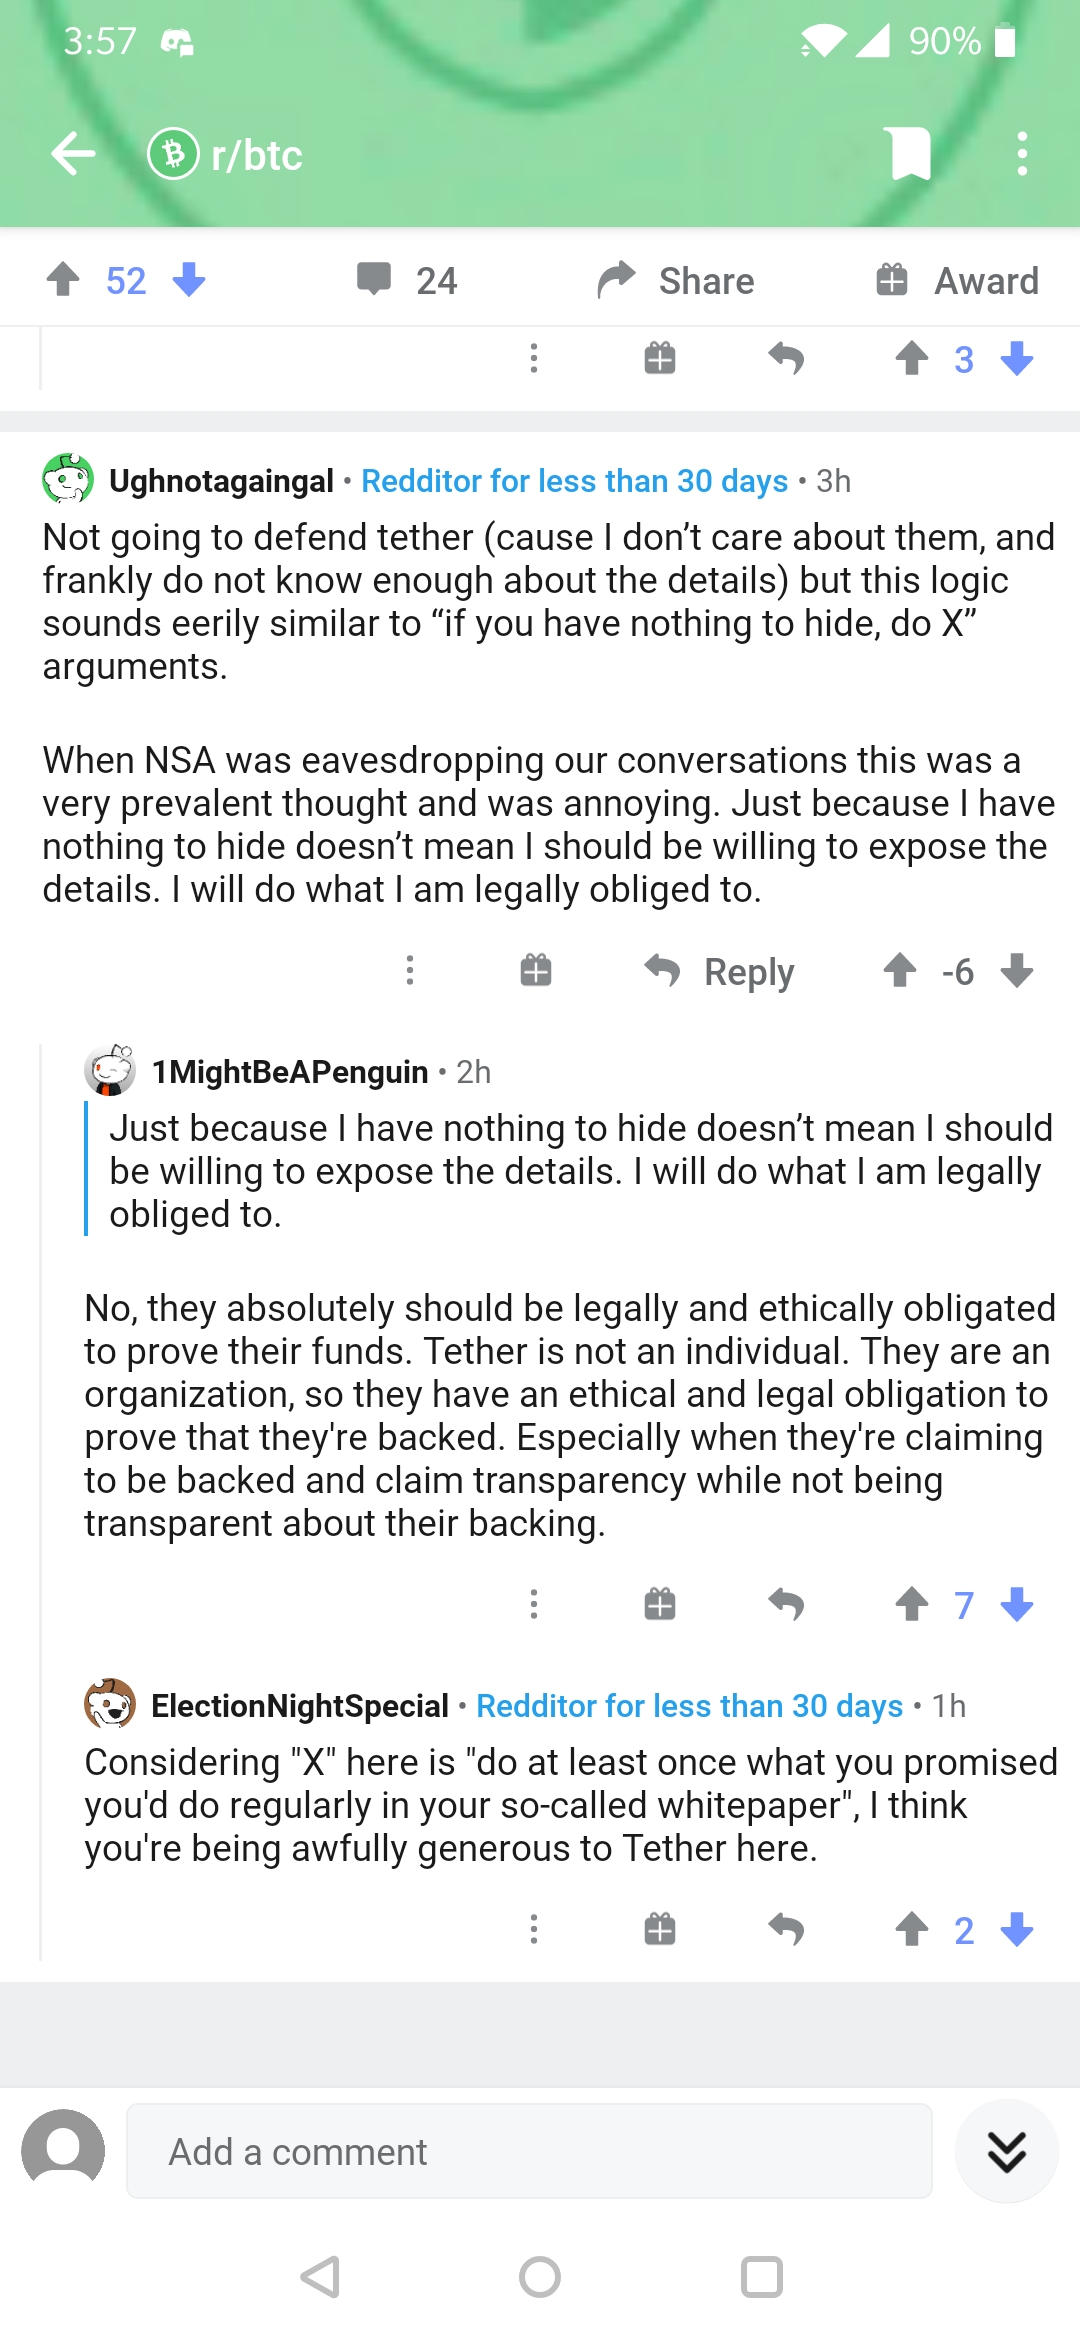 3:57 90%
r/btc
52 24 Share Award
3
Ughnotagaingal • Redditor for less than 30 days • 3h
Not going to defend tether (cause I don’t care about them, and
frankly do not know enough about the details) but this logic
sounds eerily similar to “if you have nothing to hide, do X”
arguments.
When NSA was eavesdropping our conversations this was a
very prevalent thought and was annoying. Just because I have
nothing to hide doesn’t mean I should be willing to expose the
details. I will do what I am legally obliged to.
Reply -6
1MightBeAPenguin • 2h
Just because I have nothing to hide doesn’t mean I should
be willing to expose the details. I will do what I am legally
obliged to.
No, they absolutely should be legally and ethically obligated
to prove their funds. Tether is not an individual. They are an
organization, so they have an ethical and legal obligation to
prove that they're backed. Especially when they're claiming
to be backed and claim transparency while not being
transparent about their backing.
7
ElectionNightSpecial • Redditor for less than 30 days • 1h
Considering "X" here is "do at least once what you promised
you'd do regularly in your so-called whitepaper", I think
you're being awfully generous to Tether here.
2
Add a comment